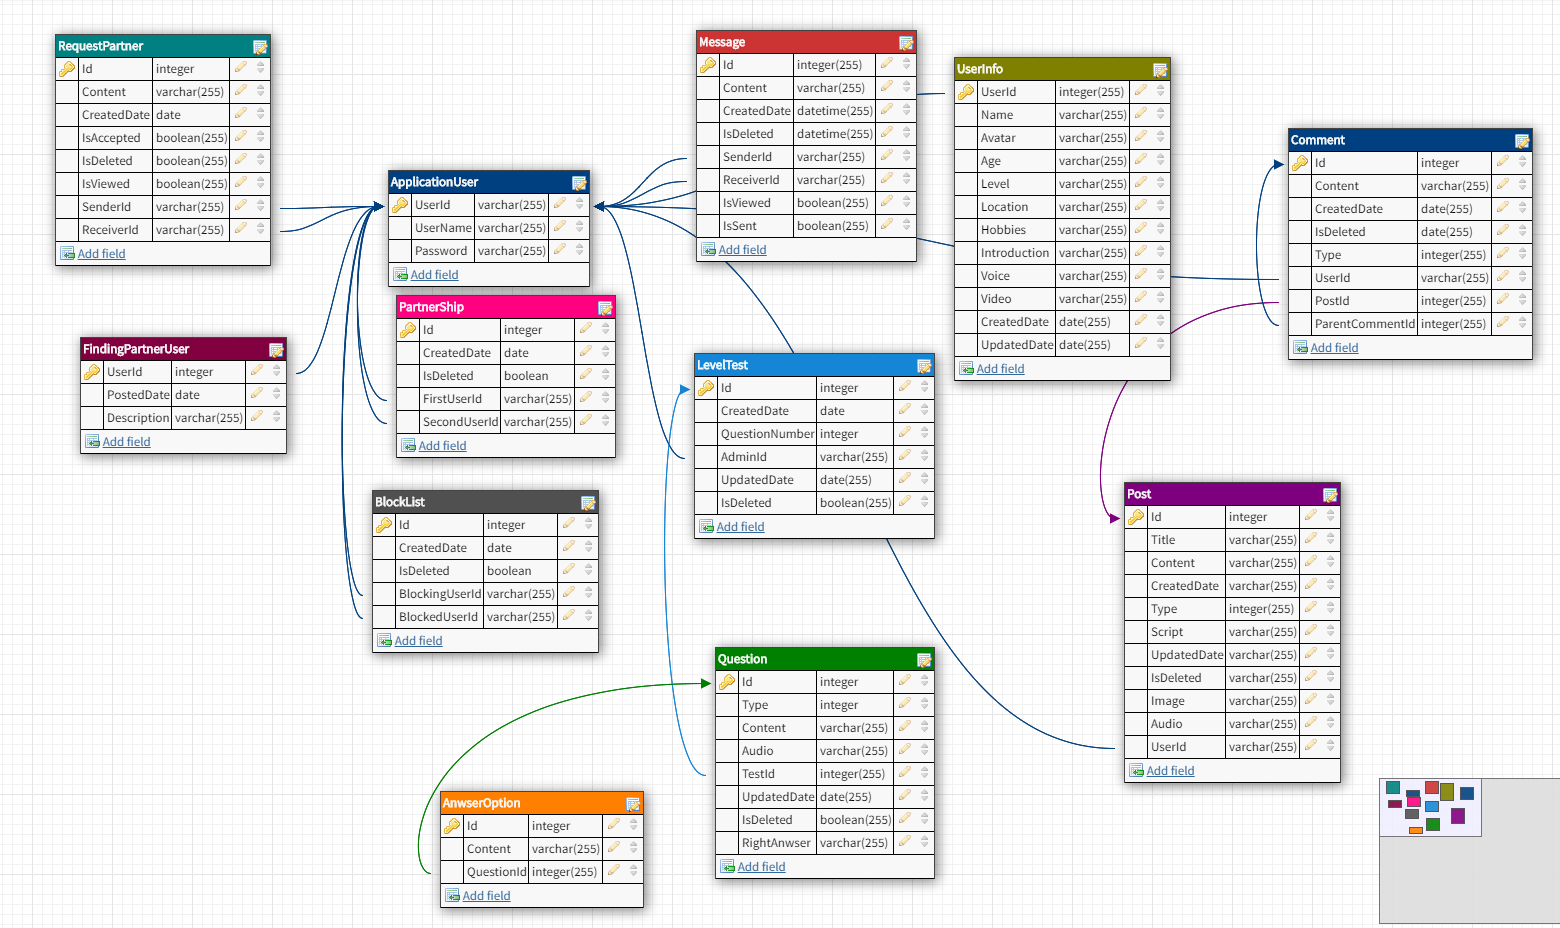 RequestPartner
Id integer
Content varchar(255)
CreatedDate date
IsAccepted boolean(255)
IsDeleted boolean(255)
IsViewed boolean(255)
SenderId varchar(255)
ReceiverId varchar(255)
Add field
ApplicationUser
UserId varchar(255)
UserName varchar(255)
Password varchar(255)
Add field
PartnerShip
Id integer
CreatedDate date
IsDeleted boolean
FirstUserId varchar(255)
SecondUserId varchar(255)
Add field
FindingPartnerUser
UserId integer
PostedDate date
Description varchar(255)
Add field
BlockList
Id integer
CreatedDate date
IsDeleted boolean
BlockingUserId varchar(255)
BlockedUserId varchar(255)
Add field
AnwserOption
Id integer
Content varchar(255)
QuestionId integer(255)
Add field
Message
Id integer(255)
Content varchar(255)
CreatedDate datetime(255)
IsDeleted datetime(255)
SenderId varchar(255)
ReceiverId varchar(255)
IsViewed boolean(255)
IsSent boolean(255)
Add field
LevelTest
Id integer
CreatedDate date
QuestionNumber integer
AdminId varchar(255)
UpdatedDate date(255)
IsDeleted boolean(255)
Add field
Question
Id integer
Type integer
Content varchar(255)
Audio varchar(255)
TestId integer(255)
UpdatedDate date(255)
IsDeleted boolean(255)
RightAnwser varchar(255)
Add field
UserInfo
UserId integer(255)
Name varchar(255)
Avatar varchar(255)
Age varchar(255)
Level varchar(255)
Location varchar(255)
Hobbies varchar(255)
Introduction varchar(255)
Voice varchar(255)
Video varchar(255)
CreatedDate date(255)
UpdatedDate date(255)
Add field
Comment
Id integer
Content varchar(255)
CreatedDate date(255)
IsDeleted date(255)
Type integer(255)
UserId varchar(255)
PostId integer(255)
ParentCommentId integer(255)
Add field
Post
Id integer
Title varchar(255)
Content varchar(255)
CreatedDate varchar(255)
Type integer(255)
Script varchar(255)
UpdatedDate varchar(255)
IsDeleted varchar(255)
Image varchar(255)
Audio varchar(255)
UserId varchar(255)
Add field